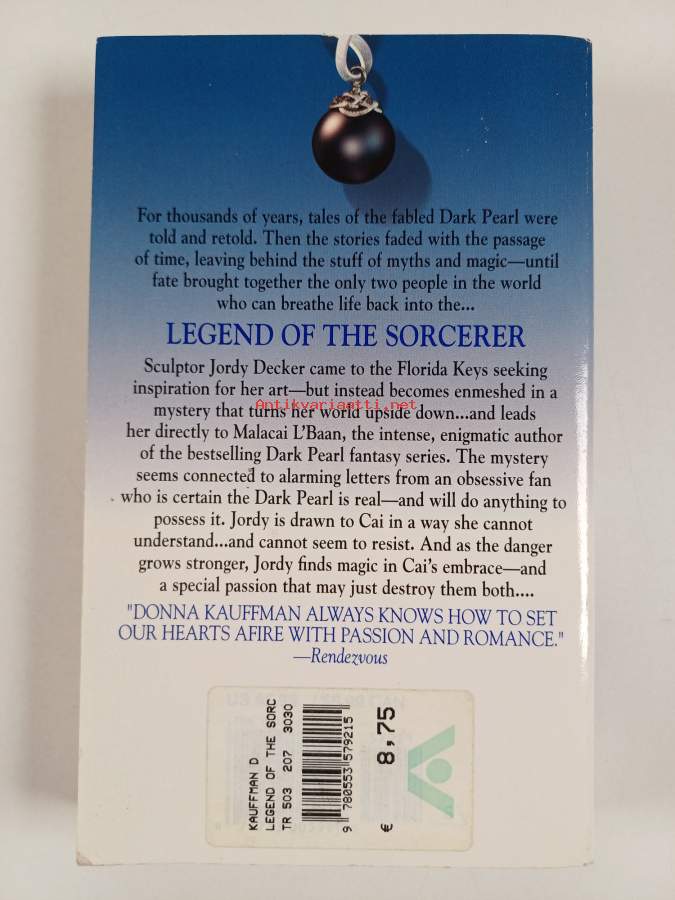 For thousands of years, tales of the fabled Dark Pearl were
told and retold. Then the stories faded with the passage
of time, leaving behind the stuff of myths and magic—until
fate brought together the only two people in the world
who can breathe life back into the...
LEGEND OF THE SORCERER
Sculptor Jordy Decker came to the Florida Keys seeking
inspiration for her art—but instead becomes enmeshed in a
mystery that turns her world upside down...and leads
Antikvariaatti.net
her directly to Malacai L'Baan, the intense, enigmatic author
of the bestselling Dark Pearl fantasy series. The mystery
seems connected to alarming letters from an obsessive fan
who is certain the Dark Pearl is real—and will do anything to
possess it. Jordy is drawn to Cai in a way she cannot
understand...and cannot seem to resist. And as the danger
grows stronger, Jordy finds magic in Cai's embrace—and
a special passion that may just destroy them both....
"DONNA KAUFFMAN ALWAYS KNOWS HOW TO SET
OUR HEARTS AFIRE WITH PASSION AND ROMANCE."
—Rendezvous
KAUFFMAN D
LEGEND OF THE SORC
TR 503 207 3030
9 780553 579215
€ 8,75